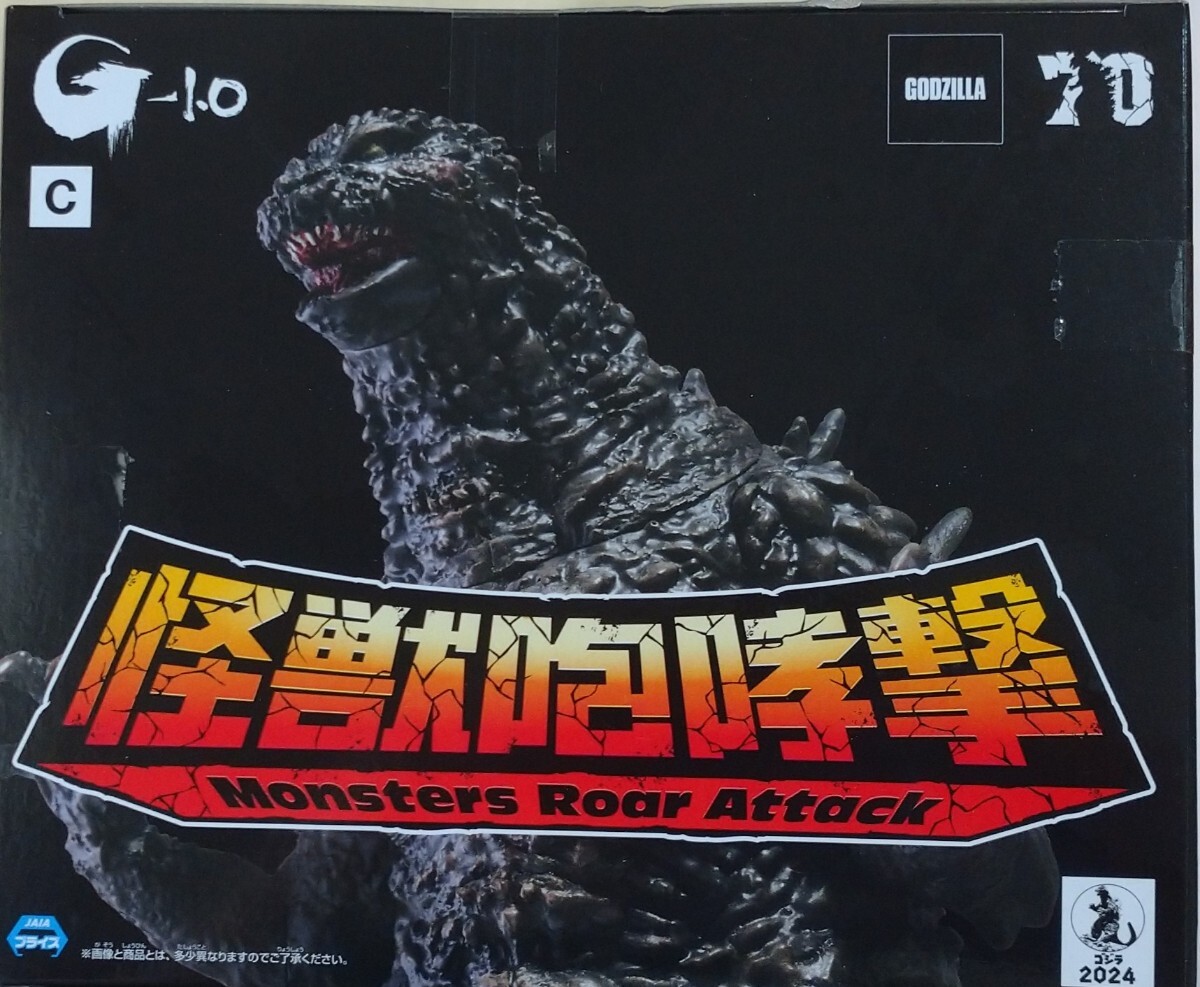 G-1.0
GODZILLA
70
C
怪獣咆哮撃
Monsters Roar Attack
JAIA
プライズ
※画像と商品とは、多少異なりますのでご了承ください。
ゴジラ
2024